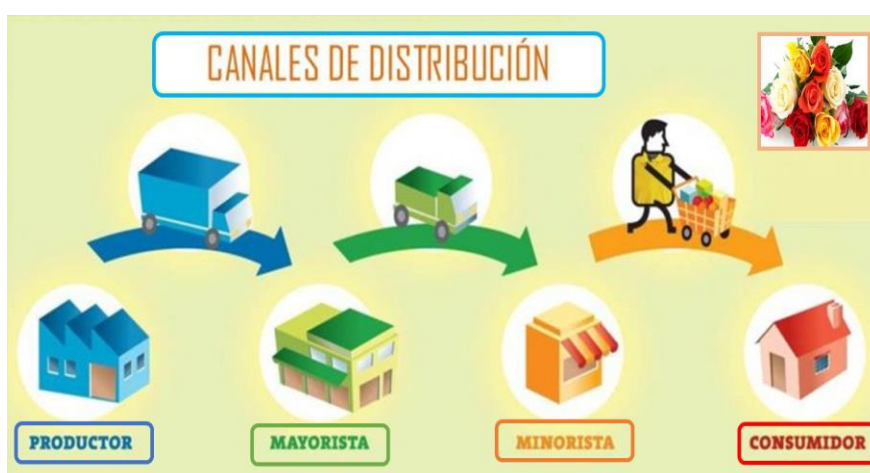 CANALES DE DISTRIBUCIÓN
PRODUCTOR
MAYORISTA
MINORISTA
CONSUMIDOR